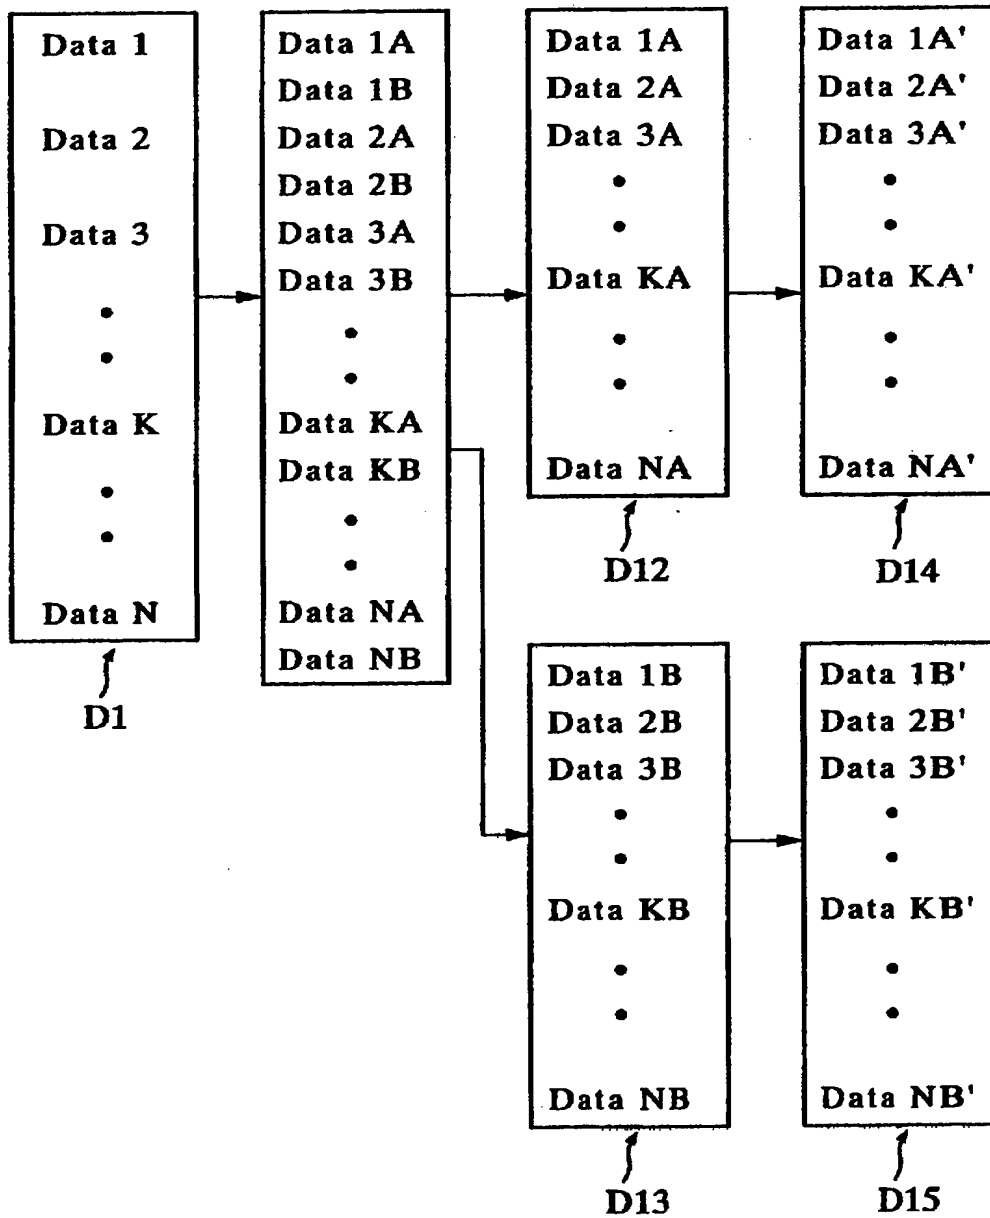 Data 1
Data 2
Data 3
•
•
Data K
•
•
Data N
D1
Data 1A
Data 1B
Data 2A
Data 2B
Data 3A
Data 3B
•
•
Data KA
Data KB
•
•
Data NA
Data NB
Data 1A
Data 2A
Data 3A
•
•
Data KA
•
•
Data NA
D12
Data 1A'
Data 2A'
Data 3A'
•
•
Data KA'
•
•
Data NA'
D14
Data 1B
Data 2B
Data 3B
•
•
Data KB
•
•
Data NB
D13
Data 1B'
Data 2B'
Data 3B'
•
•
Data KB'
•
•
Data NB'
D15